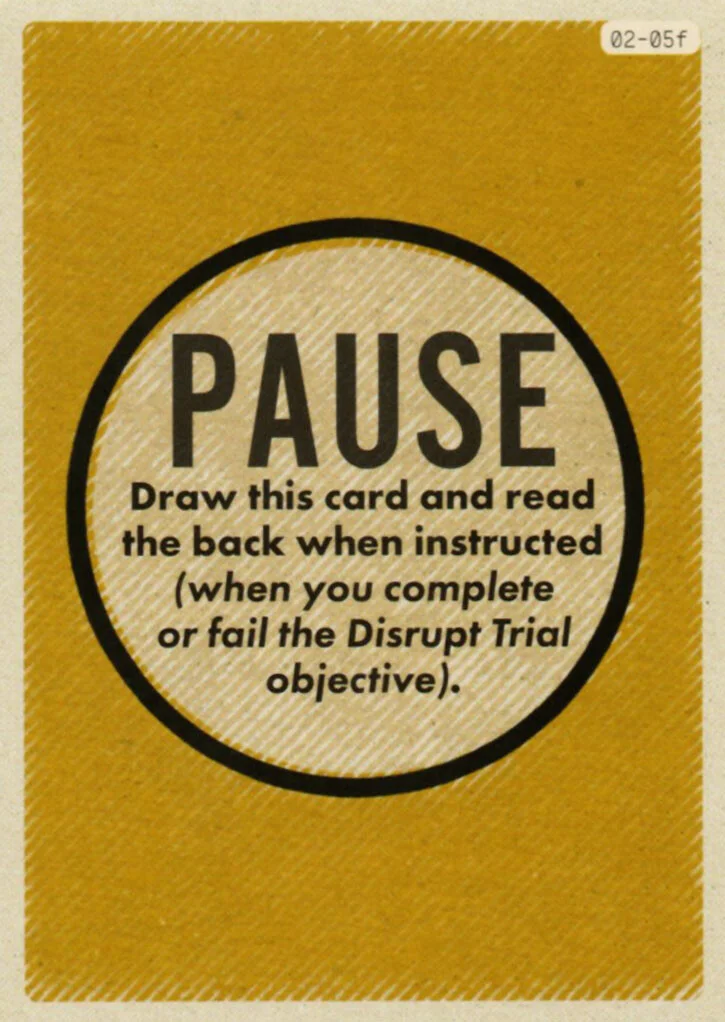 02-05f
PAUSE
Draw this card and read
the back when instructed
(when you complete
or fail the Disrupt Trial
objective).